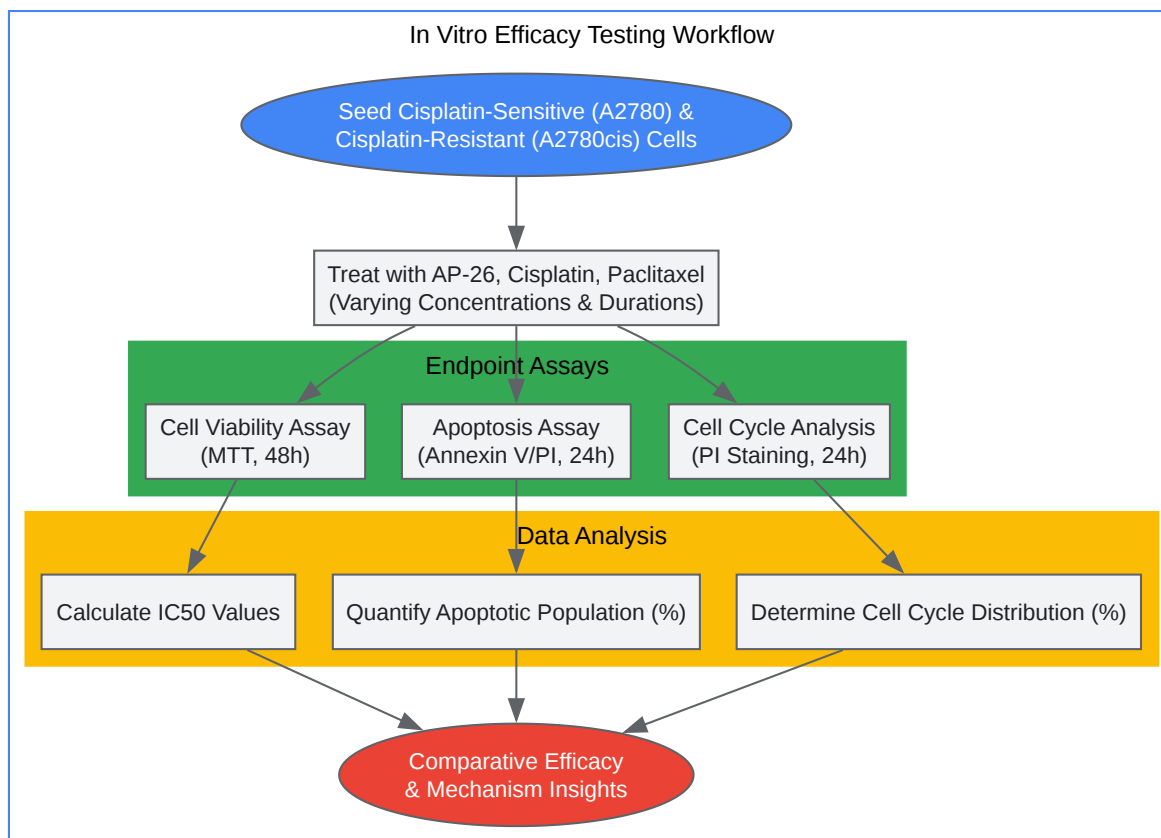 In Vitro Efficacy Testing Workflow
Seed Cisplatin-Sensitive (A2780) &
Cisplatin-Resistant (A2780cis) Cells
Treat with AP-26, Cisplatin, Paclitaxel
(Varying Concentrations & Durations)
Endpoint Assays
Cell Viability Assay
(MTT, 48h)
Apoptosis Assay
(Annexin V/PI, 24h)
Cell Cycle Analysis
(PI Staining, 24h)
Data Analysis
Calculate IC50 Values
Quantify Apoptotic Population (%)
Determine Cell Cycle Distribution (%)
Comparative Efficacy
& Mechanism Insights